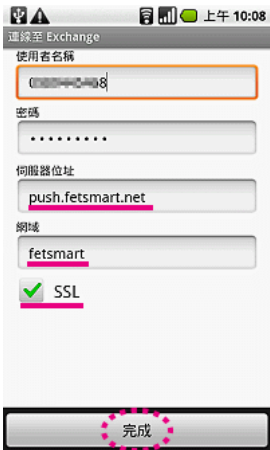 上午 10:08
連線至 Exchange
使用者名稱
密碼
伺服器位址
push.fetsmart.net
網域
fetsmart
SSL
完成